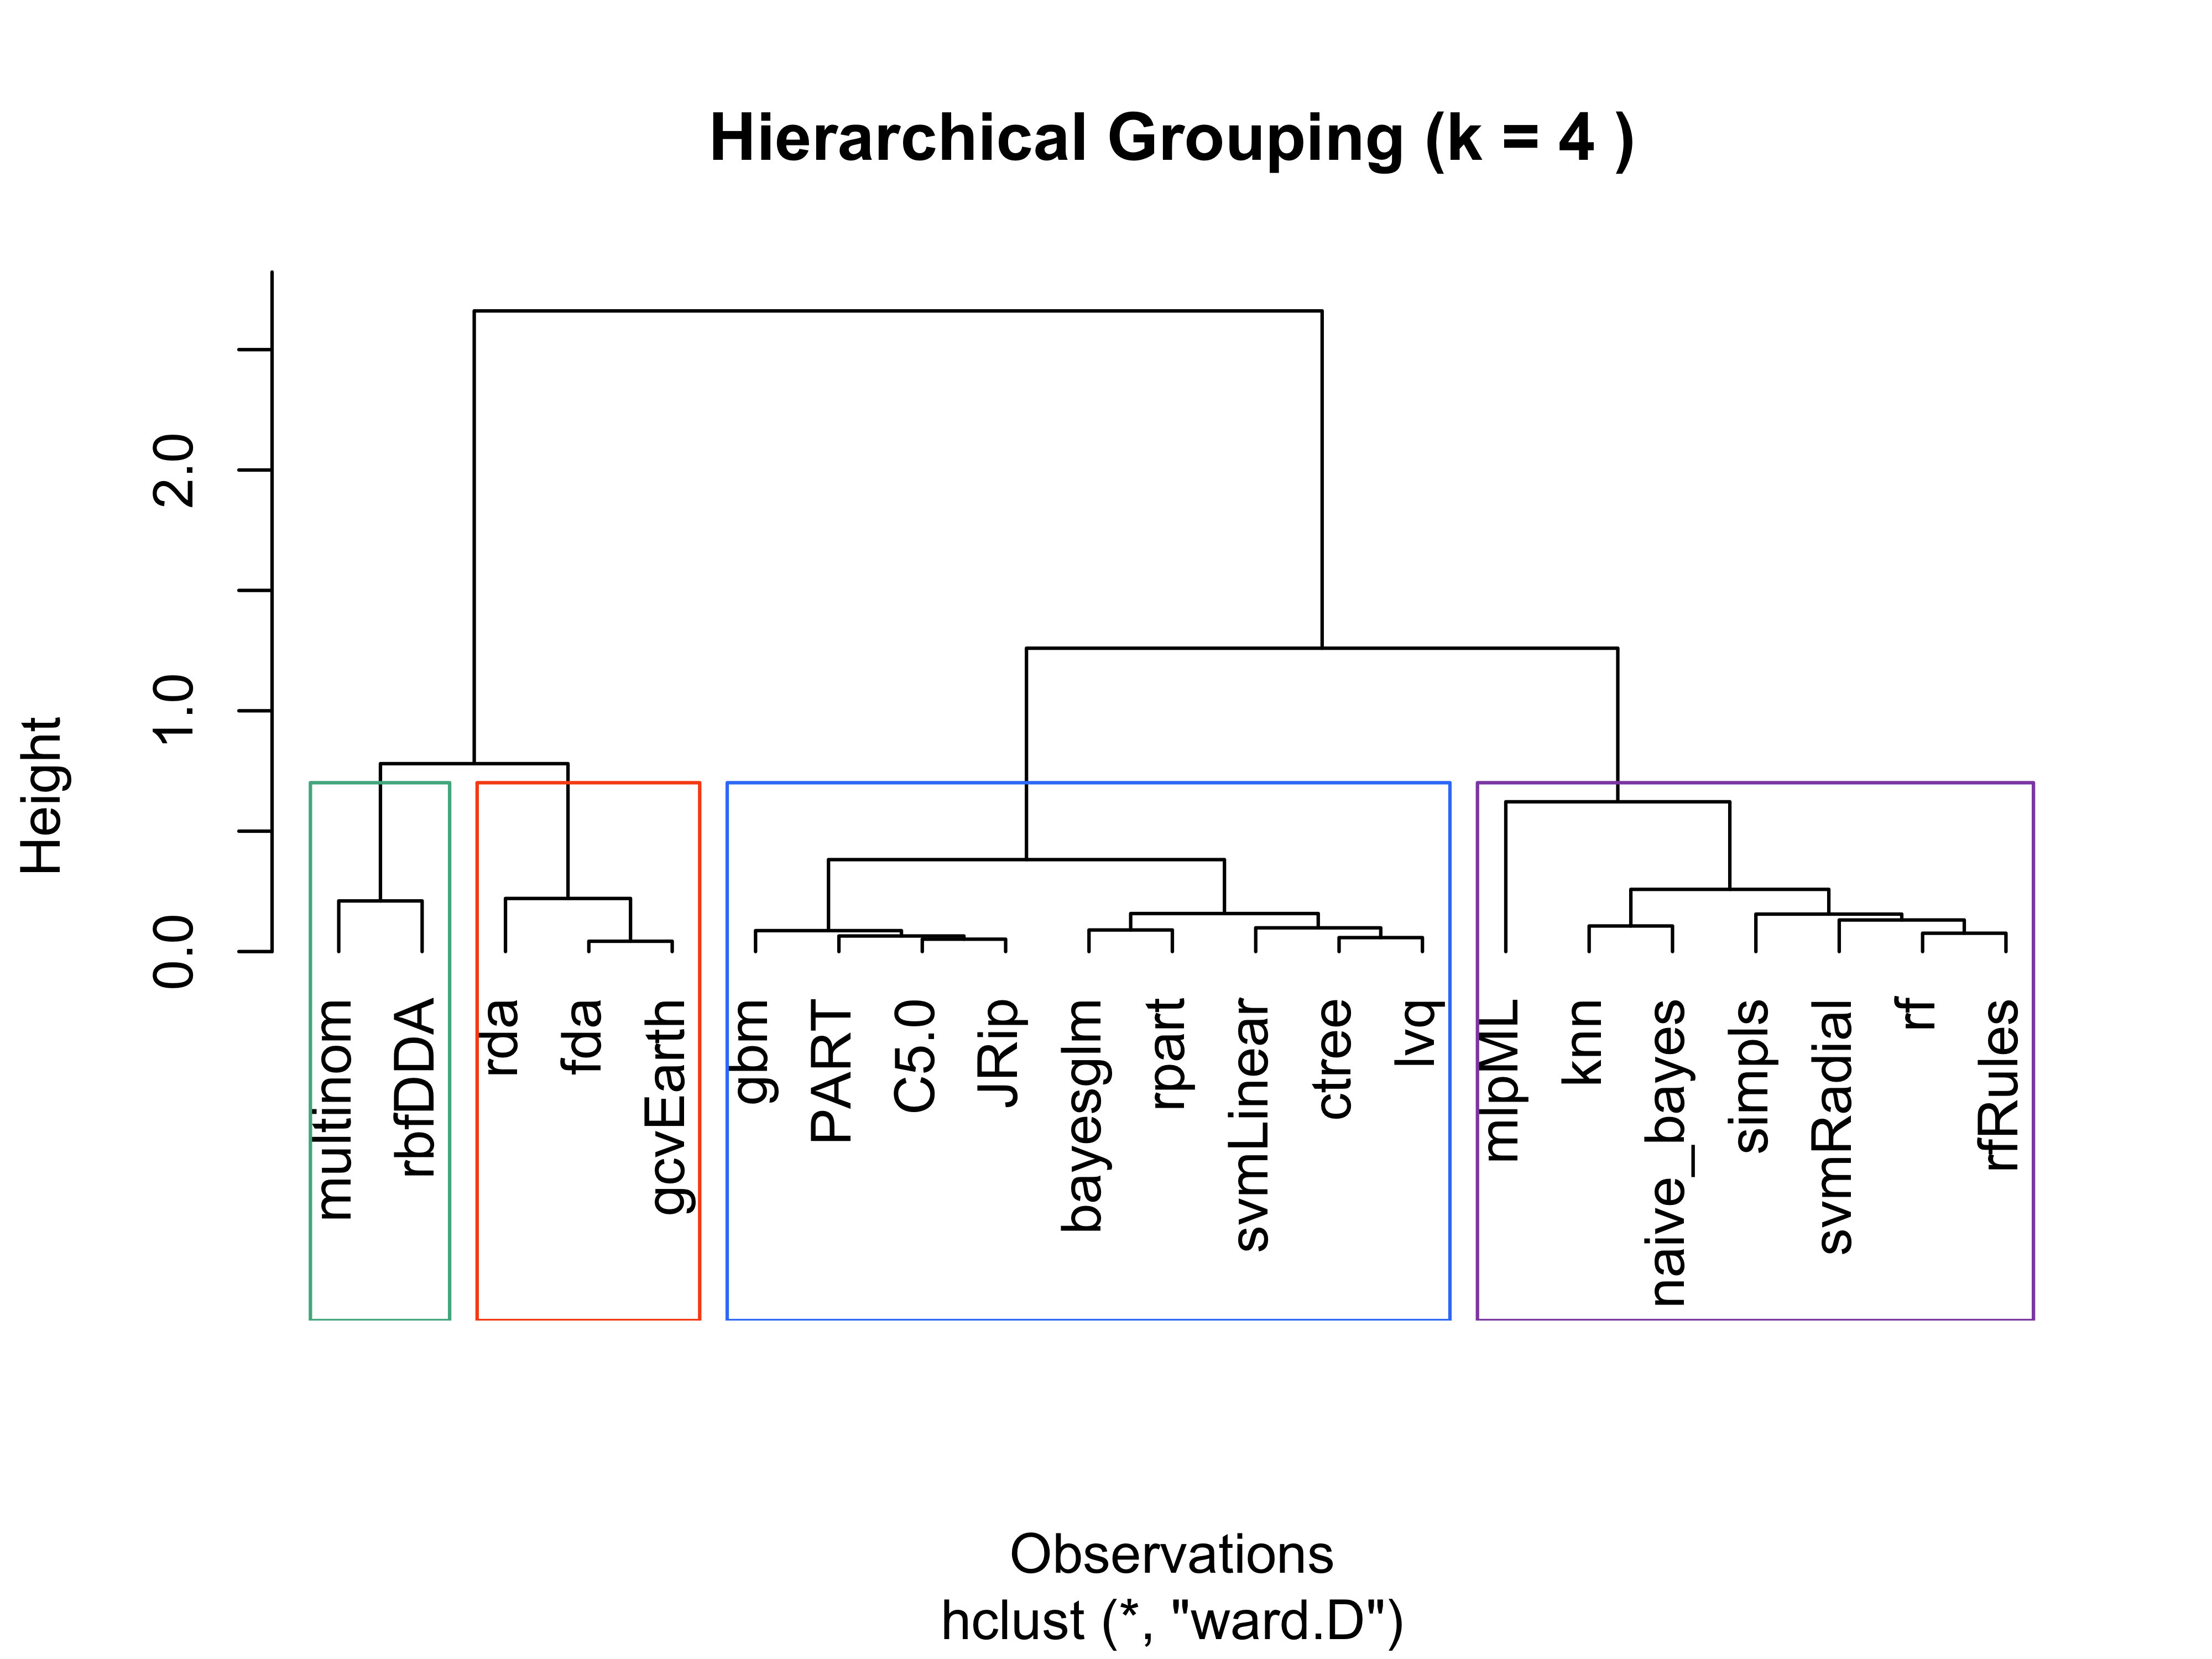 Hierarchical Grouping (k = 4 )
Height
2.0
1.0
0.0
multinom
rbfDDA
rda
fda
gcvEarth
gbm
PART
C5.0
JRip
bayesglm
rpart
svmLinear
ctree
lvq
mlpML
knn
naive_bayes
simpls
svmRadial
rf
rfRules
Observations
hclust (*, "ward.D")